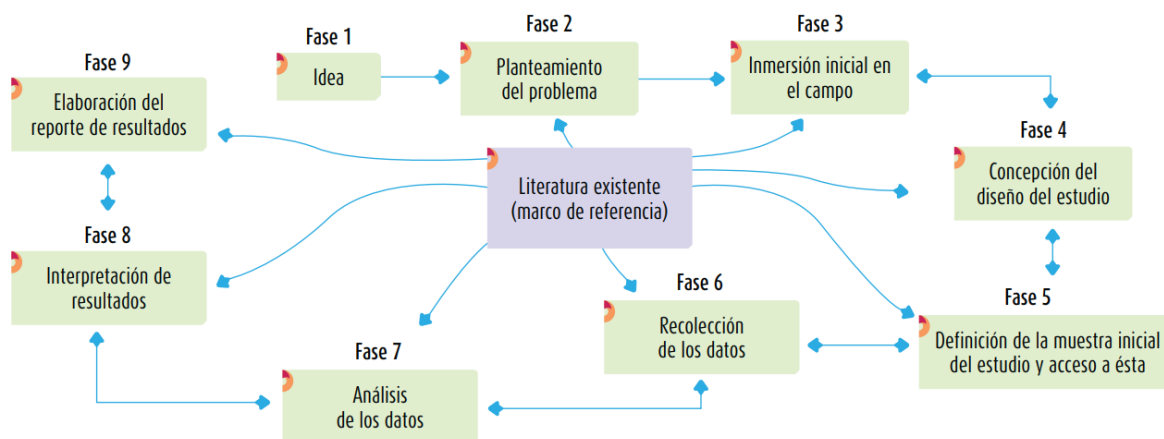 Fase 1
Idea
Fase 2
Planteamiento
del problema
Fase 3
Inmersión inicial en
el campo
Fase 4
Concepción del
diseño del estudio
Fase 5
Definición de la muestra inicial
del estudio y acceso a ésta
Fase 6
Recolección
de los datos
Fase 7
Análisis
de los datos
Fase 8
Interpretación de
resultados
Fase 9
Elaboración del
reporte de resultados
Literatura existente
(marco de referencia)